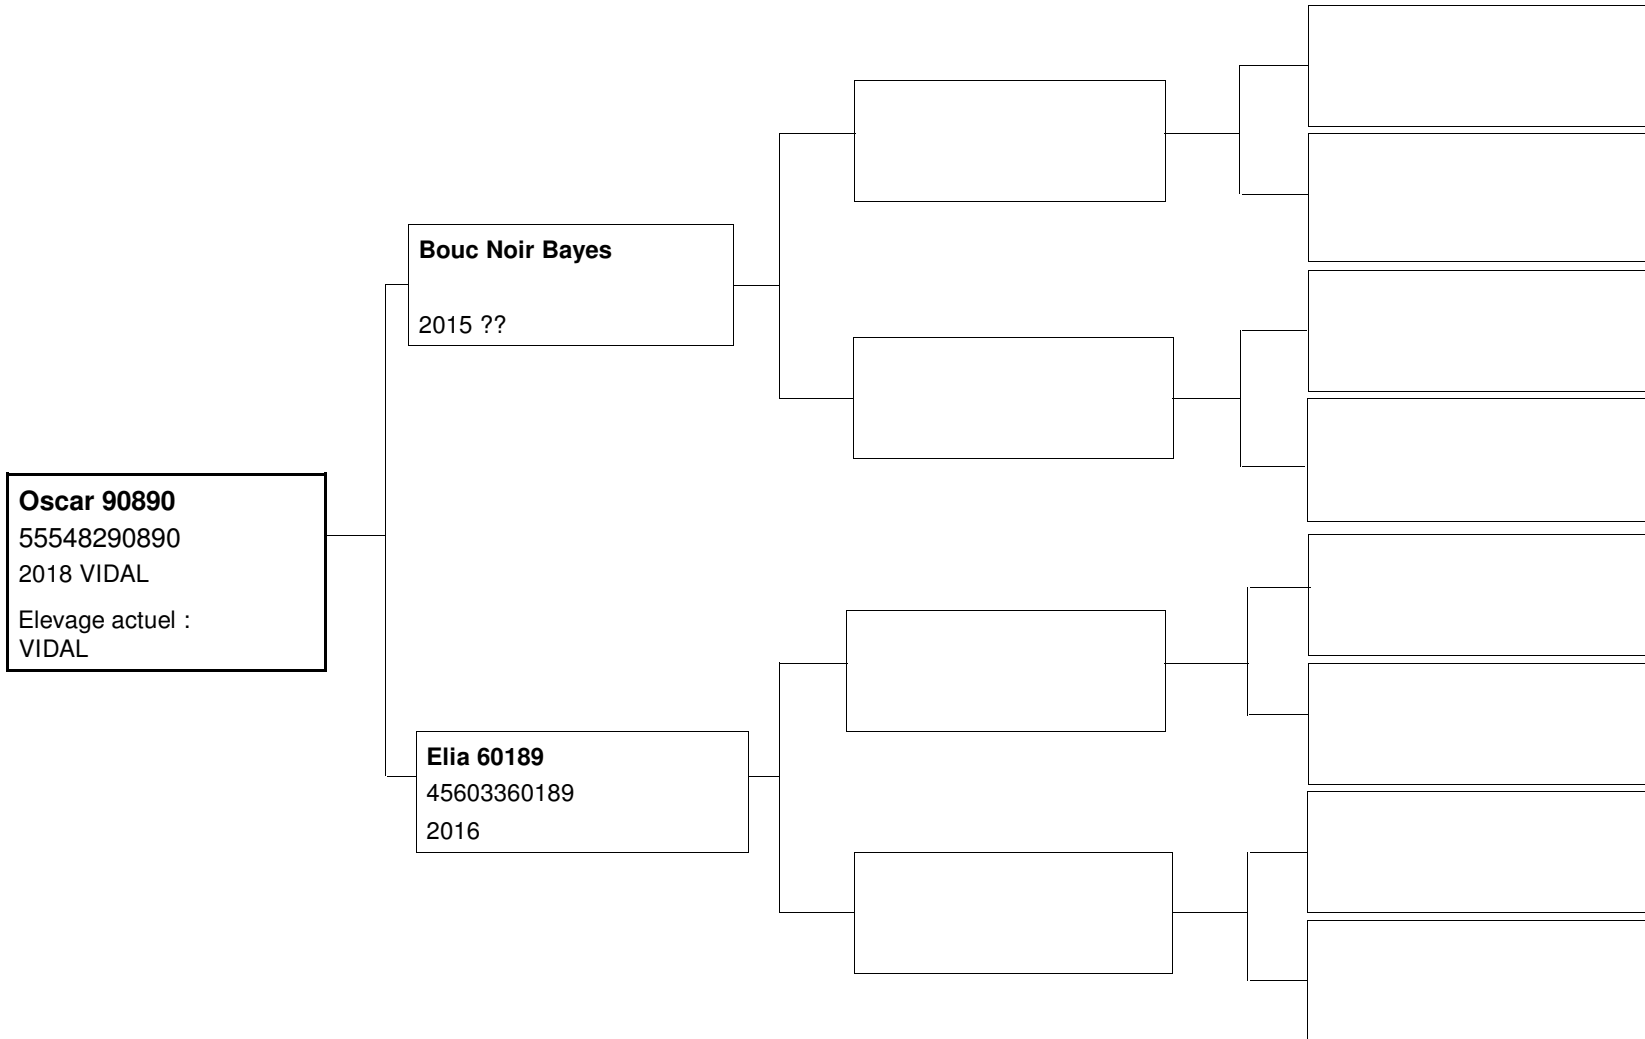 Bouc Noir Bayes
2015 ??
Oscar 90890
55548290890
2018 VIDAL
Elevage actuel :
VIDAL
Elia 60189
45603360189
2016